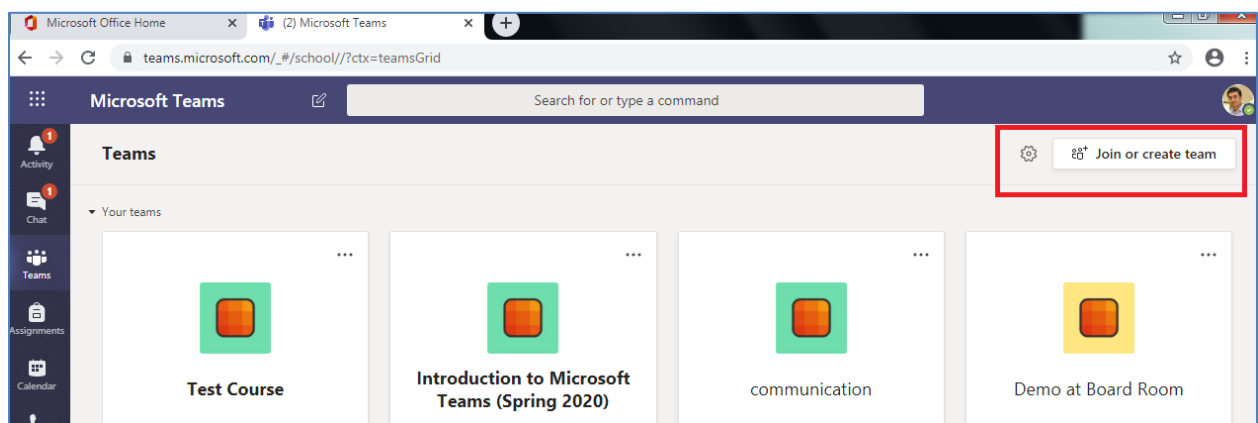 Microsoft Office Home
(2) Microsoft Teams
teams.microsoft.com/_#/school//?ctx=teamsGrid
Microsoft Teams
Search for or type a command
1
Activity
Teams
Join or create team
1
Chat
Your teams
Teams
Assignments
Calendar
Test Course
Introduction to Microsoft
Teams (Spring 2020)
communication
Demo at Board Room